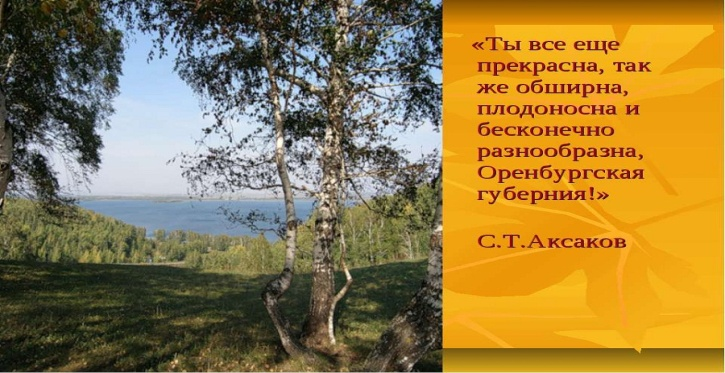 «Ты все еще
прекрасна, так
же обширна,
плодоносна и
бесконечно
разнообразна,
Оренбургская
губерния!»
С.Т.Аксаков